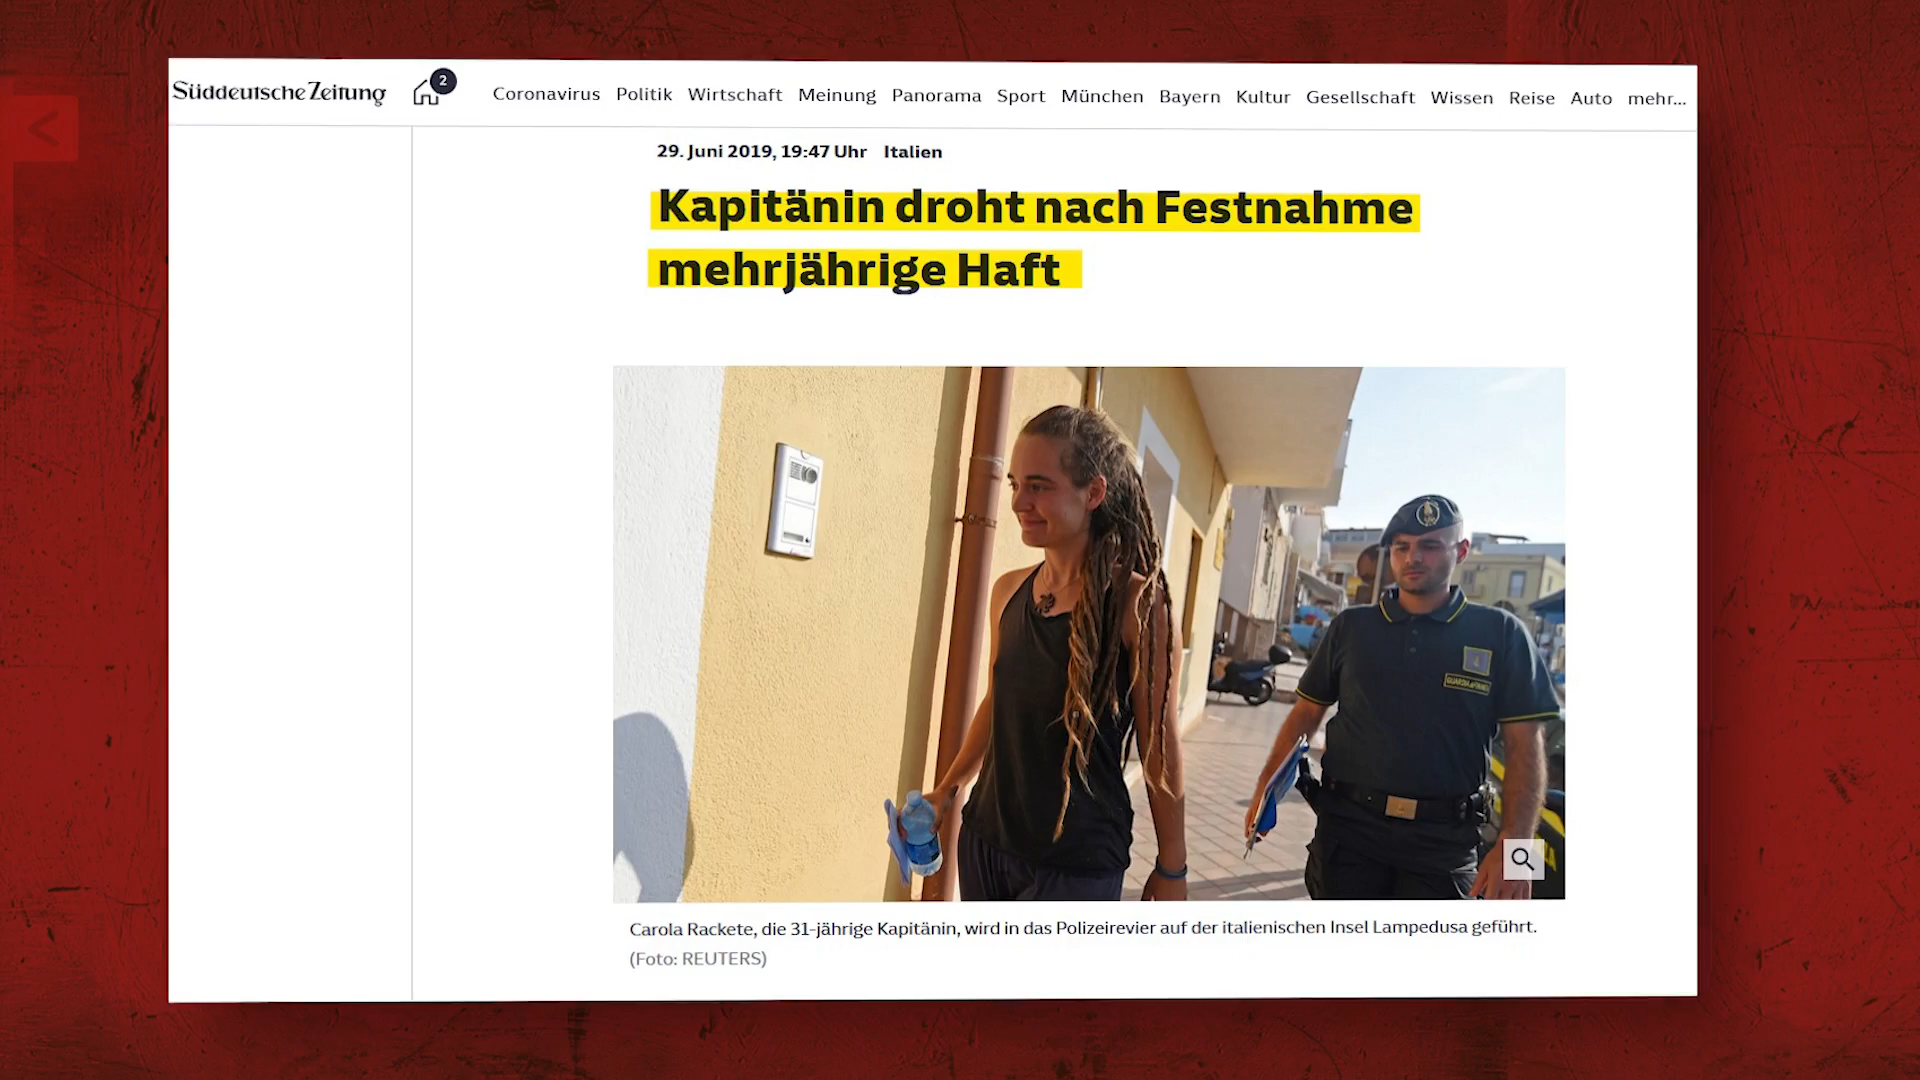 Süddeutsche Zeitung 2 Coronavirus Politik Wirtschaft Meinung Panorama Sport München Bayern Kultur Gesellschaft Wissen Reise Auto mehr...
29. Juni 2019, 19:47 Uhr Italien
Kapitänin droht nach Festnahme
mehrjährige Haft
Carola Rackete, die 31-jährige Kapitänin, wird in das Polizeirevier auf der italienischen Insel Lampedusa geführt.
(Foto: REUTERS)